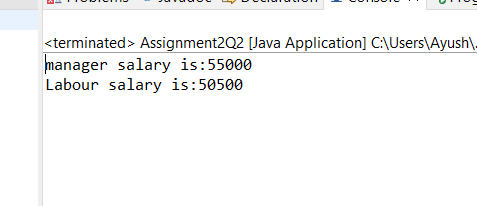 Problems Javadoc Declaration Console
<terminated> Assignment2Q2 [Java Application] C:\Users\Ayush\.
manager salary is:55000
Labour salary is:50500